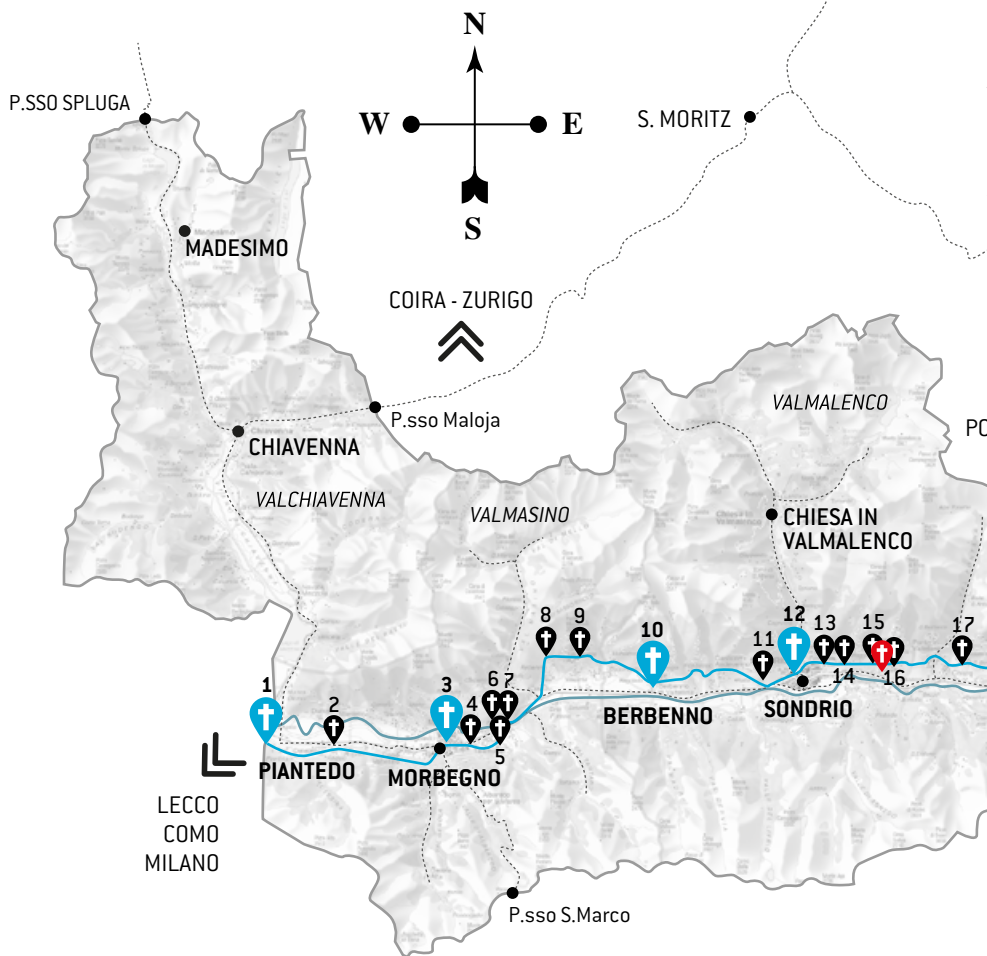 N
P.SSO SPLUGA
W
E
S. MORITZ
S
MADESIMO
COIRA - ZURIGO
P.sso Maloja
VALMALENCO
PO
CHIAVENNA
VALCHIAVENNA
VALMASINO
CHIESA IN
VALMALENCO
8
9
10
11
12
13
14
15
16
17
1
2
3
4
6
7
5
BERBENNO
SONDRIO
PIANTEDO
MORBEGNO
LECCO
COMO
MILANO
P.sso S.Marco